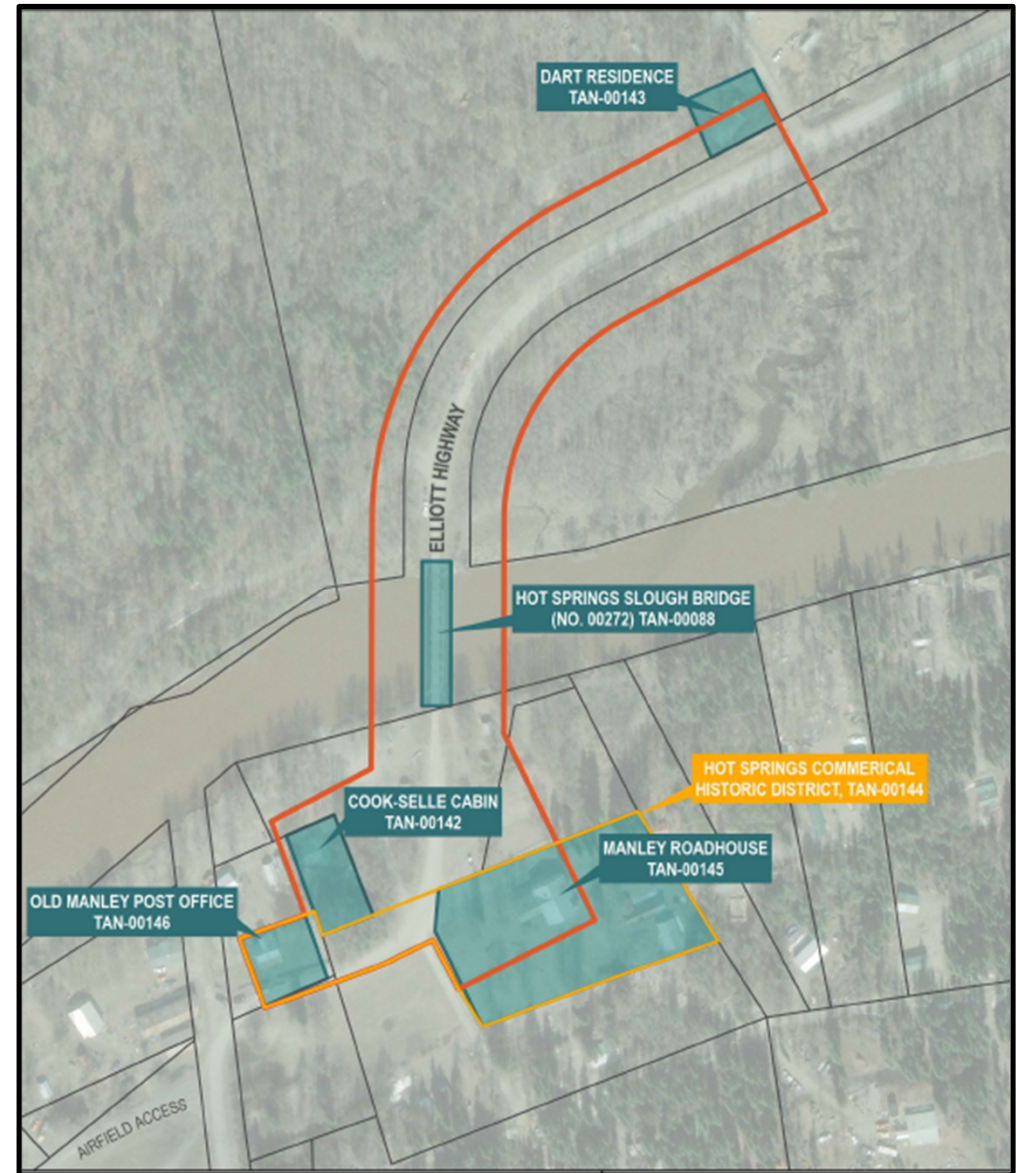 DART RESIDENCE
TAN-00143
ELLIOTT HIGHWAY
HOT SPRINGS SLOUGH BRIDGE
(NO. 00272) TAN-00088
HOT SPRINGS COMMERICAL
HISTORIC DISTRICT, TAN-00144
COOK-SELLE CABIN
TAN-00142
MANLEY ROADHOUSE
TAN-00145
OLD MANLEY POST OFFICE
TAN-00146
AIRFIELD ACCESS